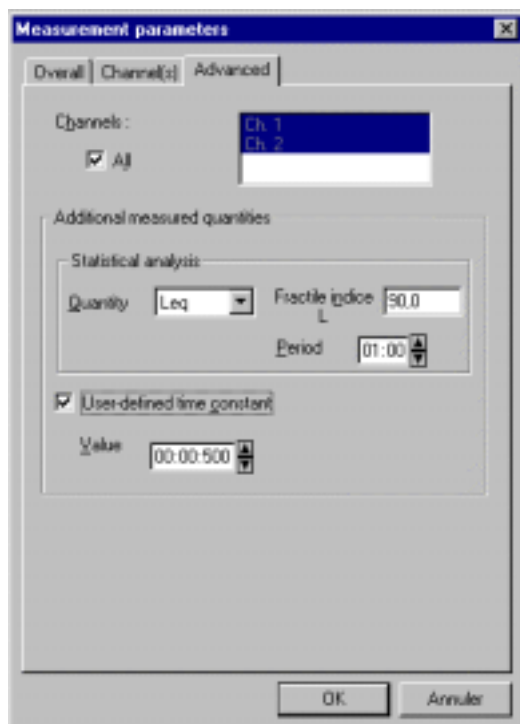 Measurement parameters
Overall Channel(s) Advanced
Channels :
All
Ch. 1
Ch. 2
Additional measured quantities
Statistical analysis
Quantity Leq Fractile indice L 90,0
Period 01:00
User-defined time constant
Value 00:00:500
OK Annuler